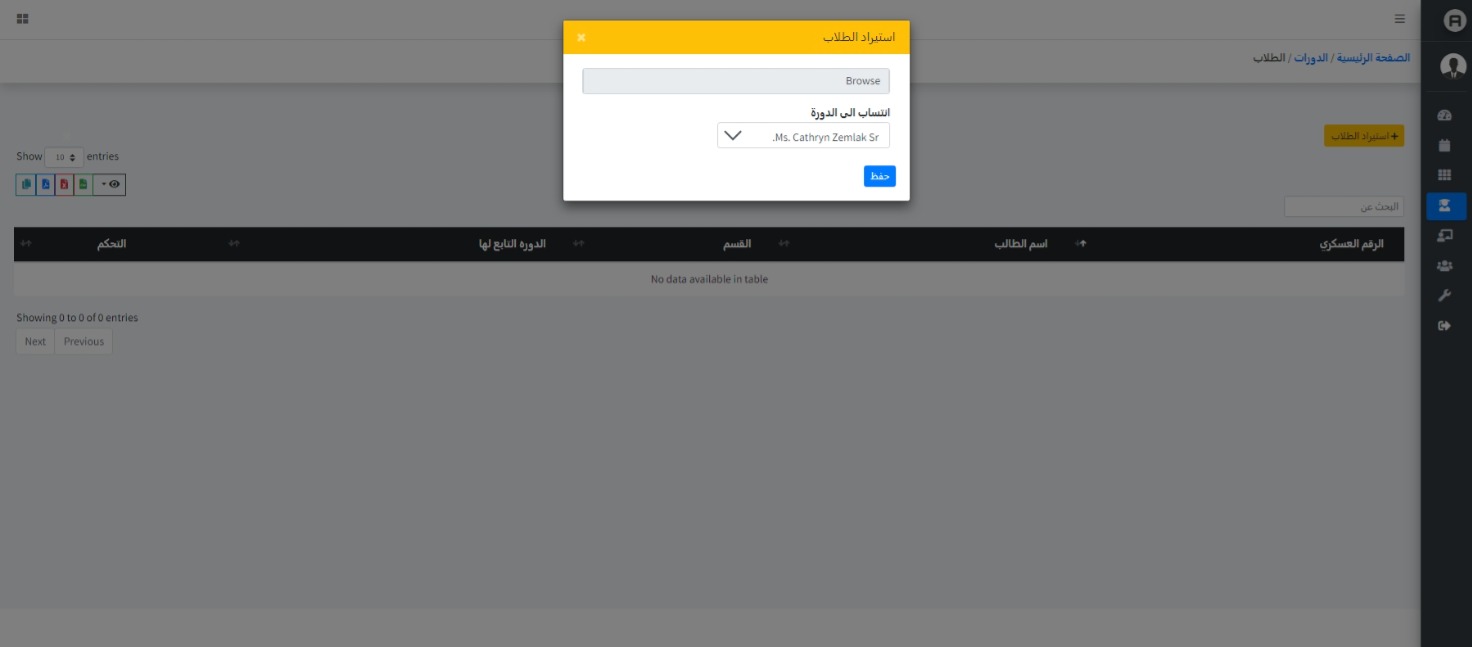 استيراد الطلاب
×
Browse
انتساب الى الدورة
Ms. Cathryn Zemlak Sr.
حفظ
الصفحة الرئيسية / الدورات / الطلاب
+ استيراد الطلاب
Show 10 entries
البحث عن
الرقم العسكري
اسم الطالب
القسم
الدورة التابع لها
التحكم
No data available in table
Showing 0 to 0 of 0 entries
Next
Previous